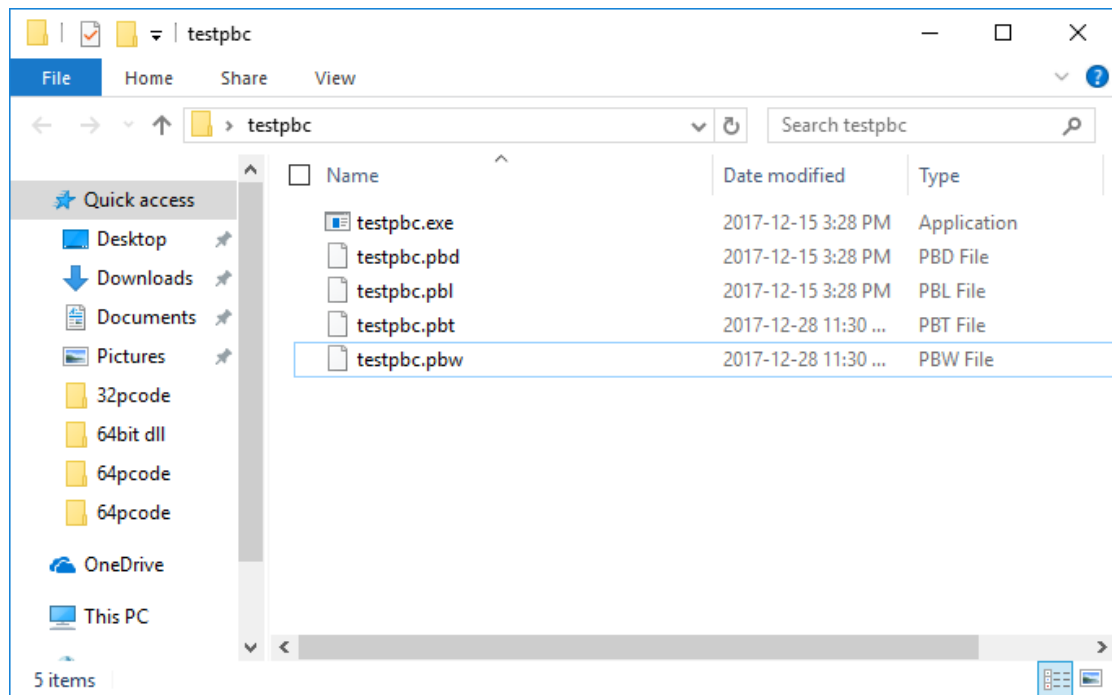 testpbc
File Home Share View
testpbc Search testpbc
Name Date modified Type
Quick access
Desktop
Downloads
Documents
Pictures
32pcode
64bit dll
64pcode
64pcode
OneDrive
This PC
testpbc.exe 2017-12-15 3:28 PM Application
testpbc.pbd 2017-12-15 3:28 PM PBD File
testpbc.pbl 2017-12-15 3:28 PM PBL File
testpbc.pbt 2017-12-28 11:30 ... PBT File
testpbc.pbw 2017-12-28 11:30 ... PBW File
5 items